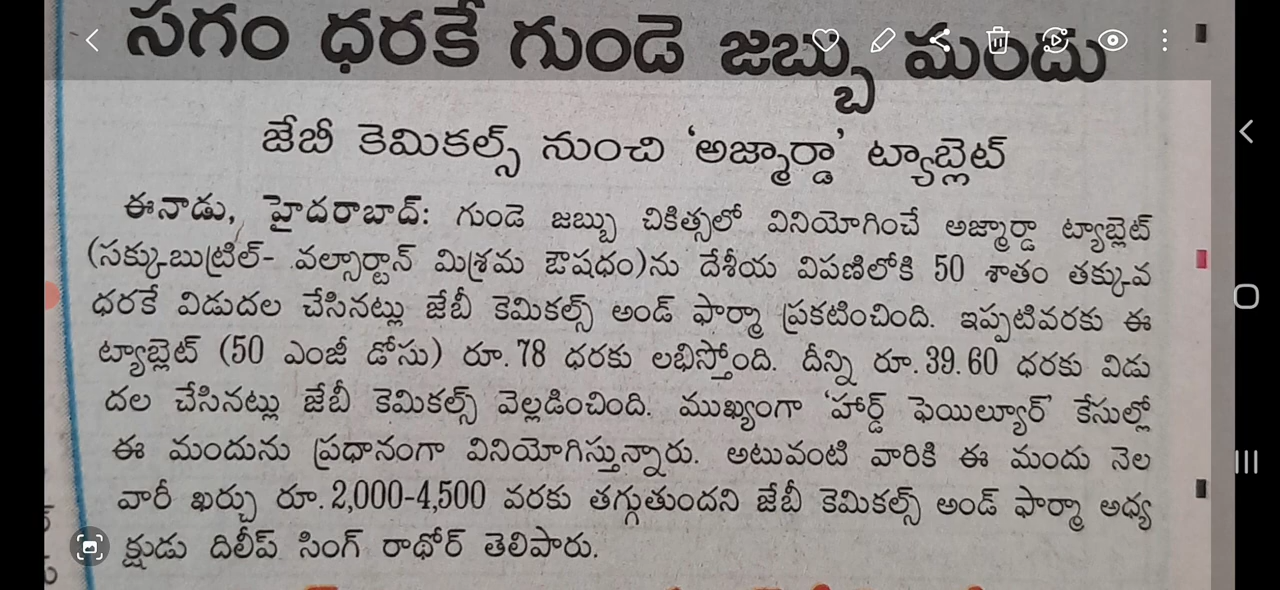 సగం ధరకే గుండె జబ్బు మందు
జేబీ కెమికల్స్ నుంచి ‘అజ్మార్డా’ ట్యాబ్లెట్
ఈనాడు, హైదరాబాద్: గుండె జబ్బు చికిత్సలో వినియోగించే అజ్మార్డా ట్యాబ్లెట్
(సక్కుబుట్రిల్- వల్సార్టాన్ మిశ్రమ ఔషధం)ను దేశీయ విపణిలోకి 50 శాతం తక్కువ
ధరకే విడుదల చేసినట్లు జేబీ కెమికల్స్ అండ్ ఫార్మా ప్రకటించింది. ఇప్పటివరకు ఈ
ట్యాబ్లెట్ (50 ఎంజీ డోసు) రూ.78 ధరకు లభిస్తోంది. దీన్ని రూ.39.60 ధరకు విడు
దల చేసినట్లు జేబీ కెమికల్స్ వెల్లడించింది. ముఖ్యంగా ‘హార్డ్ ఫెయిల్యూర్’ కేసుల్లో
ఈ మందును ప్రధానంగా వినియోగిస్తున్నారు. అటువంటి వారికి ఈ మందు నెల
వారీ ఖర్చు రూ.2,000-4,500 వరకు తగ్గుతుందని జేబీ కెమికల్స్ అండ్ ఫార్మా అధ్య
క్షుడు దిలీప్ సింగ్ రాథోర్ తెలిపారు.